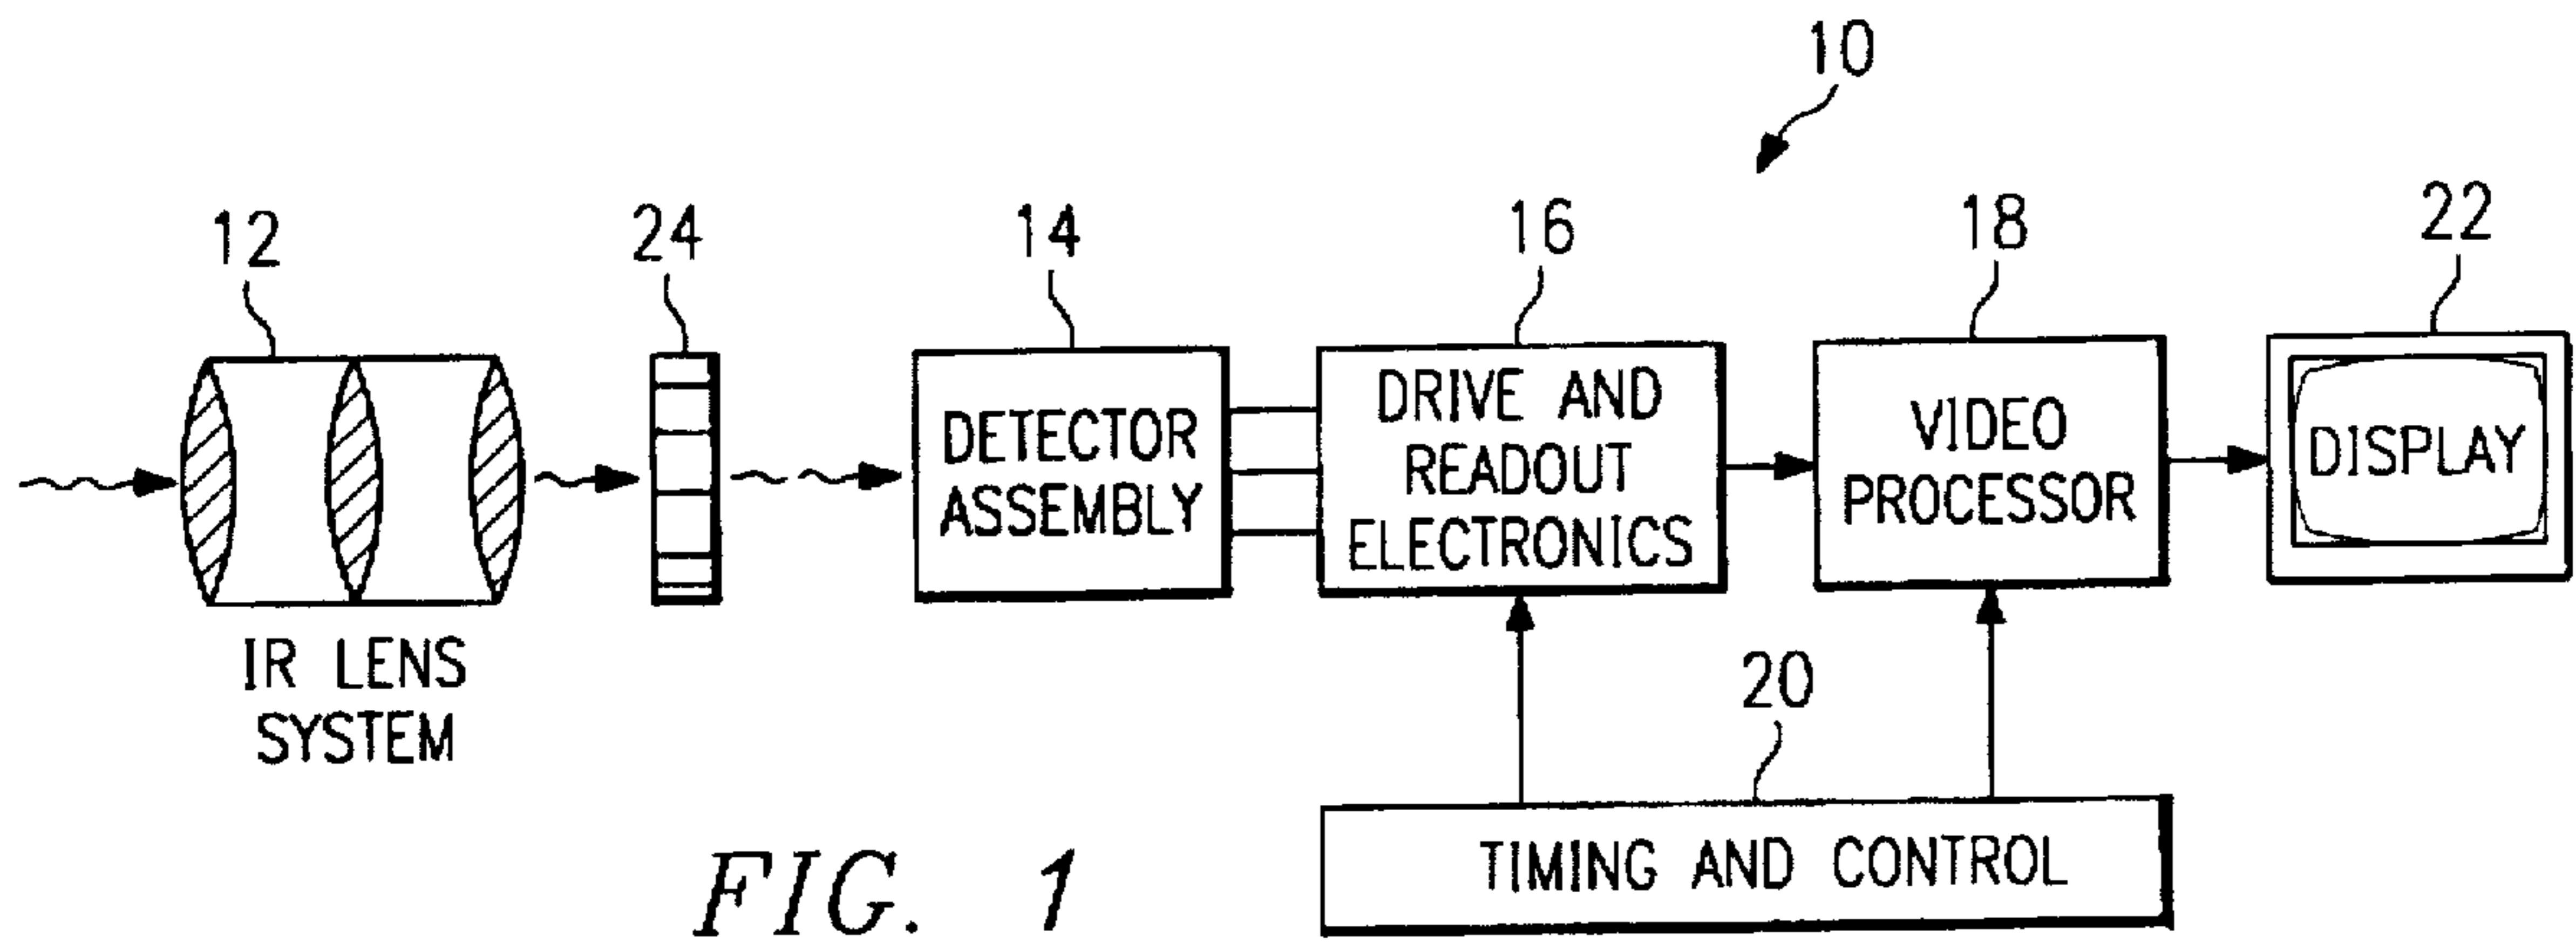 10
12
24
14
16
18
22
DETECTOR
ASSEMBLY
DRIVE AND
READOUT
ELECTRONICS
VIDEO
PROCESSOR
DISPLAY
IR LENS
SYSTEM
20
TIMING AND CONTROL
FIG. 1